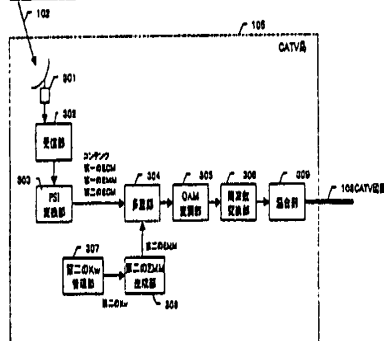 102
105
CATV局
301
302
受信部
コンテンツ
第一のECM
第一のEMM
第二のECM
303
PSI
変換部
304
多重部
305
QAM
変調部
306
周波数
変換部
309
混合部
108CATV回線
第二のEMM
307
第二のKw
管理部
第二のKw
第二のEMM
生成部
308